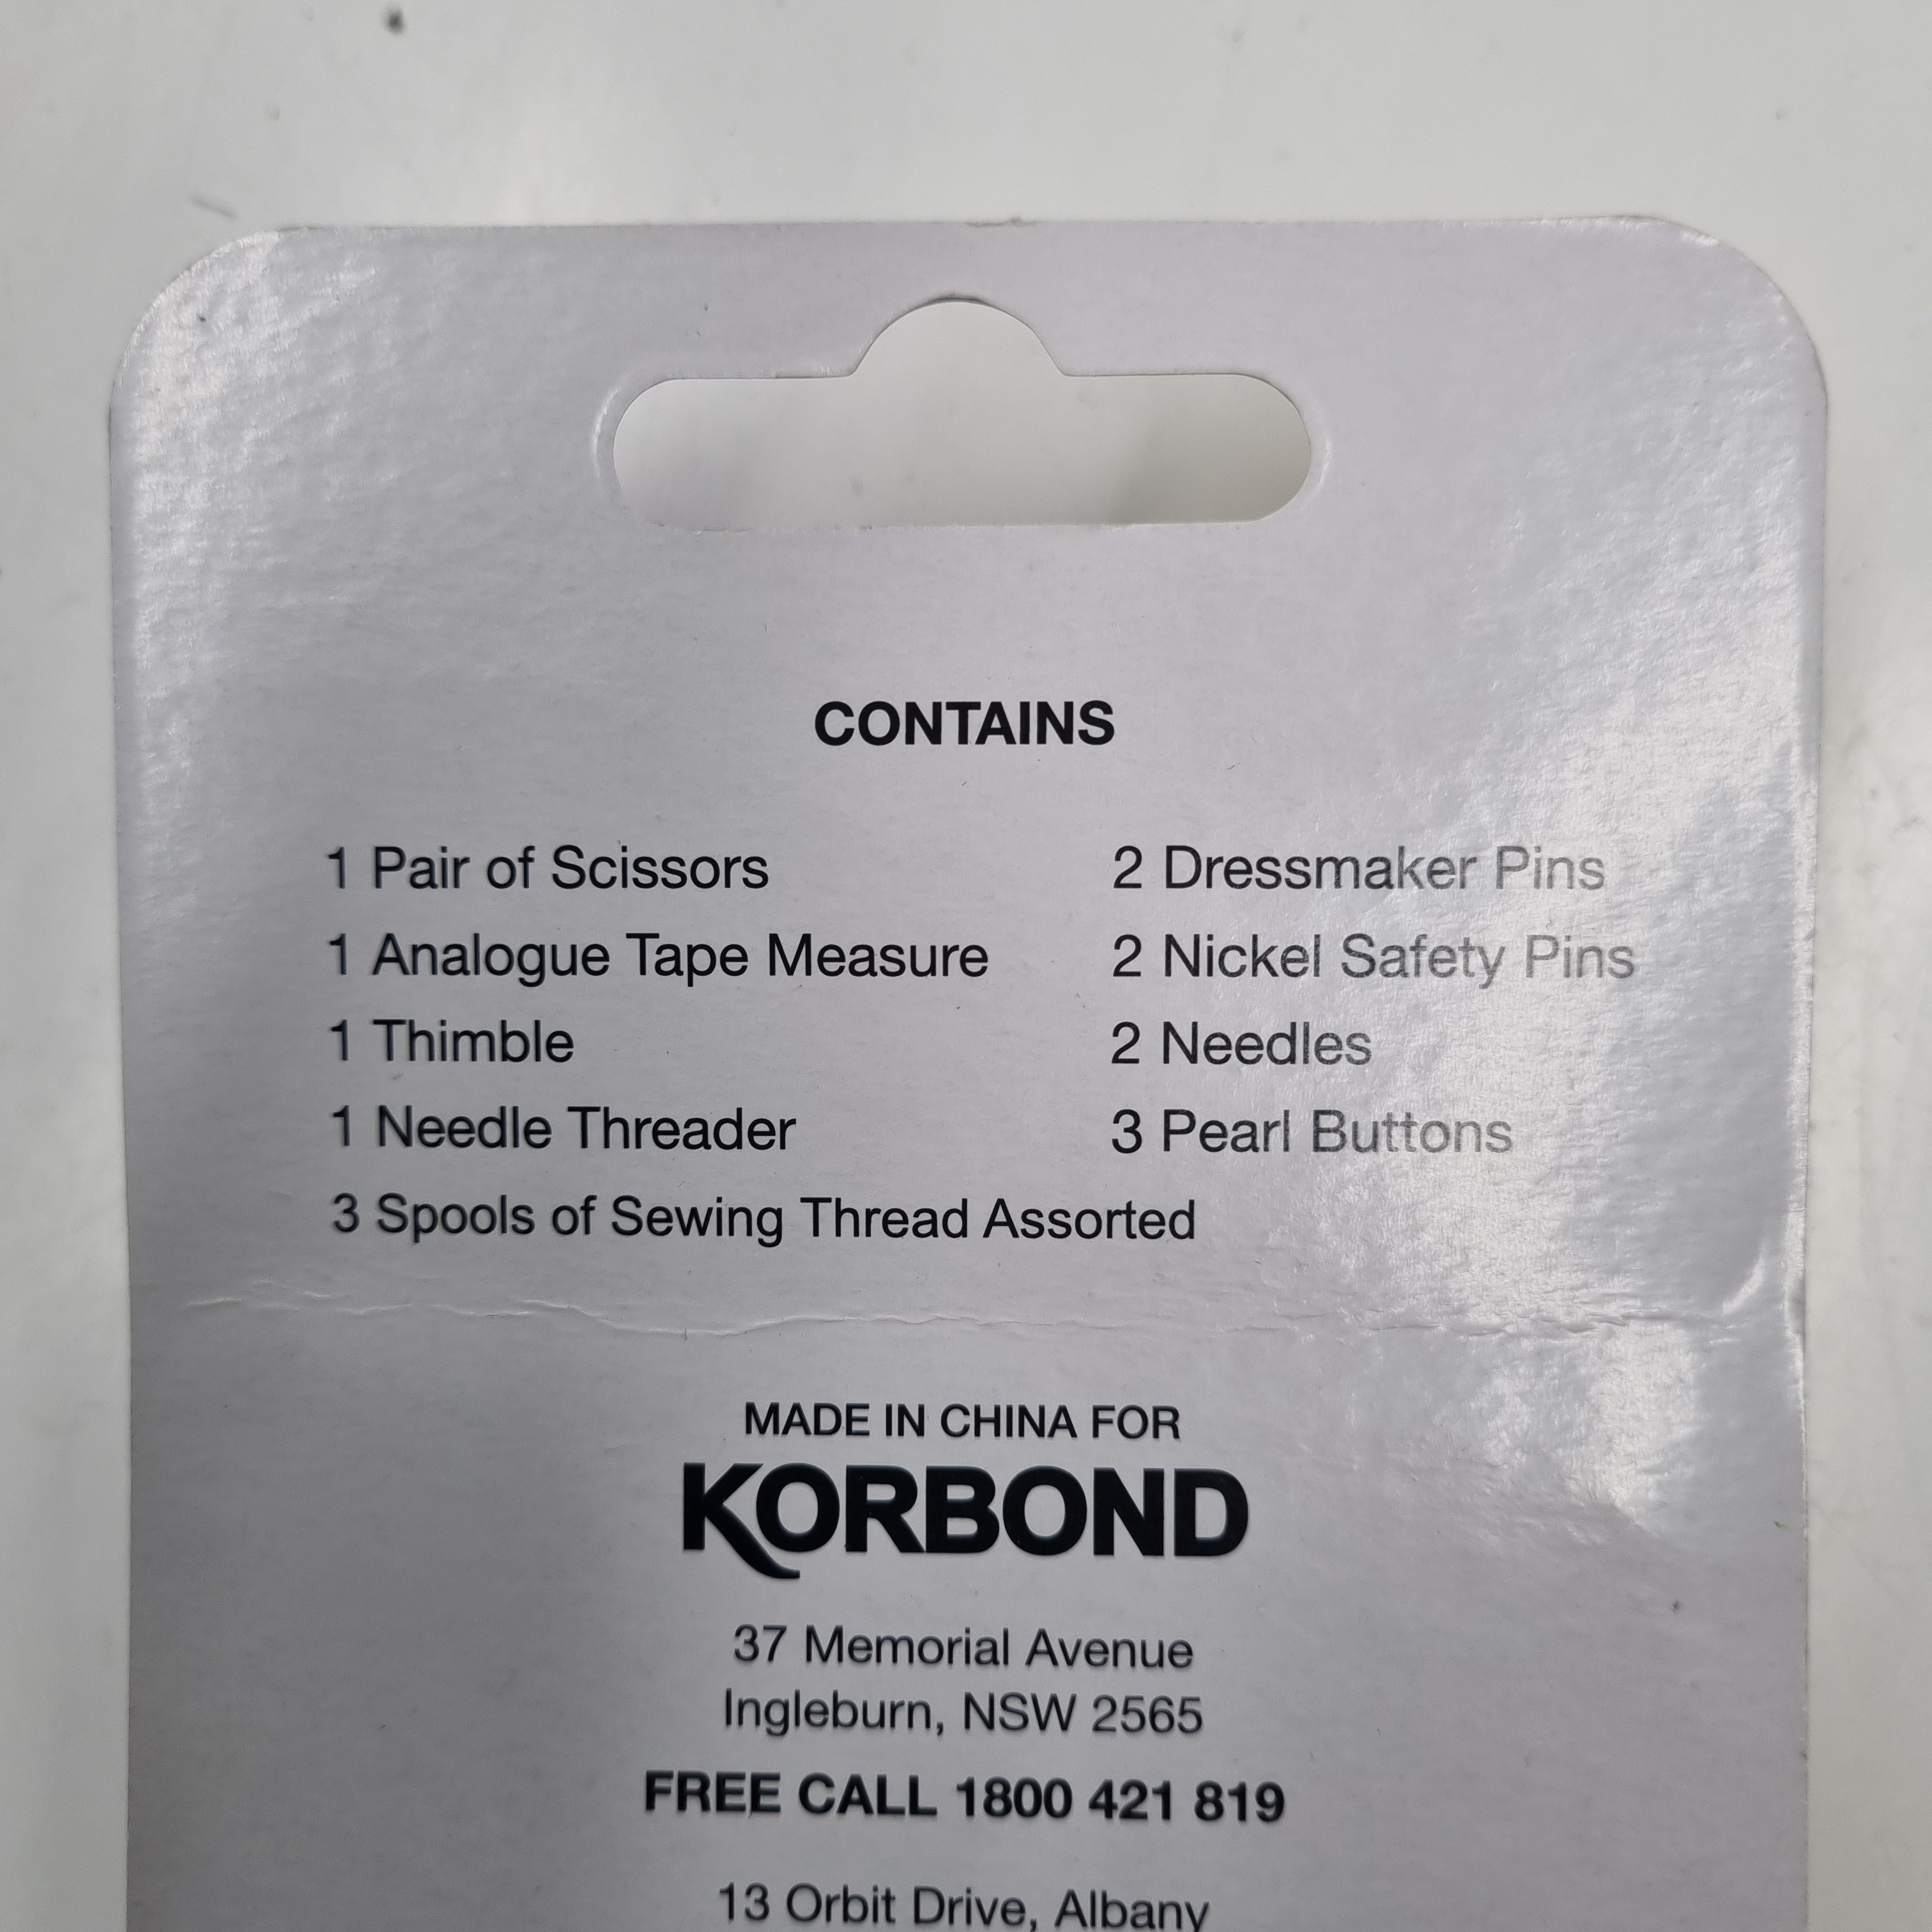 CONTAINS
1 Pair of Scissors
1 Analogue Tape Measure
1 Thimble
1 Needle Threader
3 Spools of Sewing Thread Assorted
2 Dressmaker Pins
2 Nickel Safety Pins
2 Needles
3 Pearl Buttons
MADE IN CHINA FOR
KORBOND
37 Memorial Avenue
Ingleburn, NSW 2565
FREE CALL 1800 421 819
13 Orbit Drive, Albany